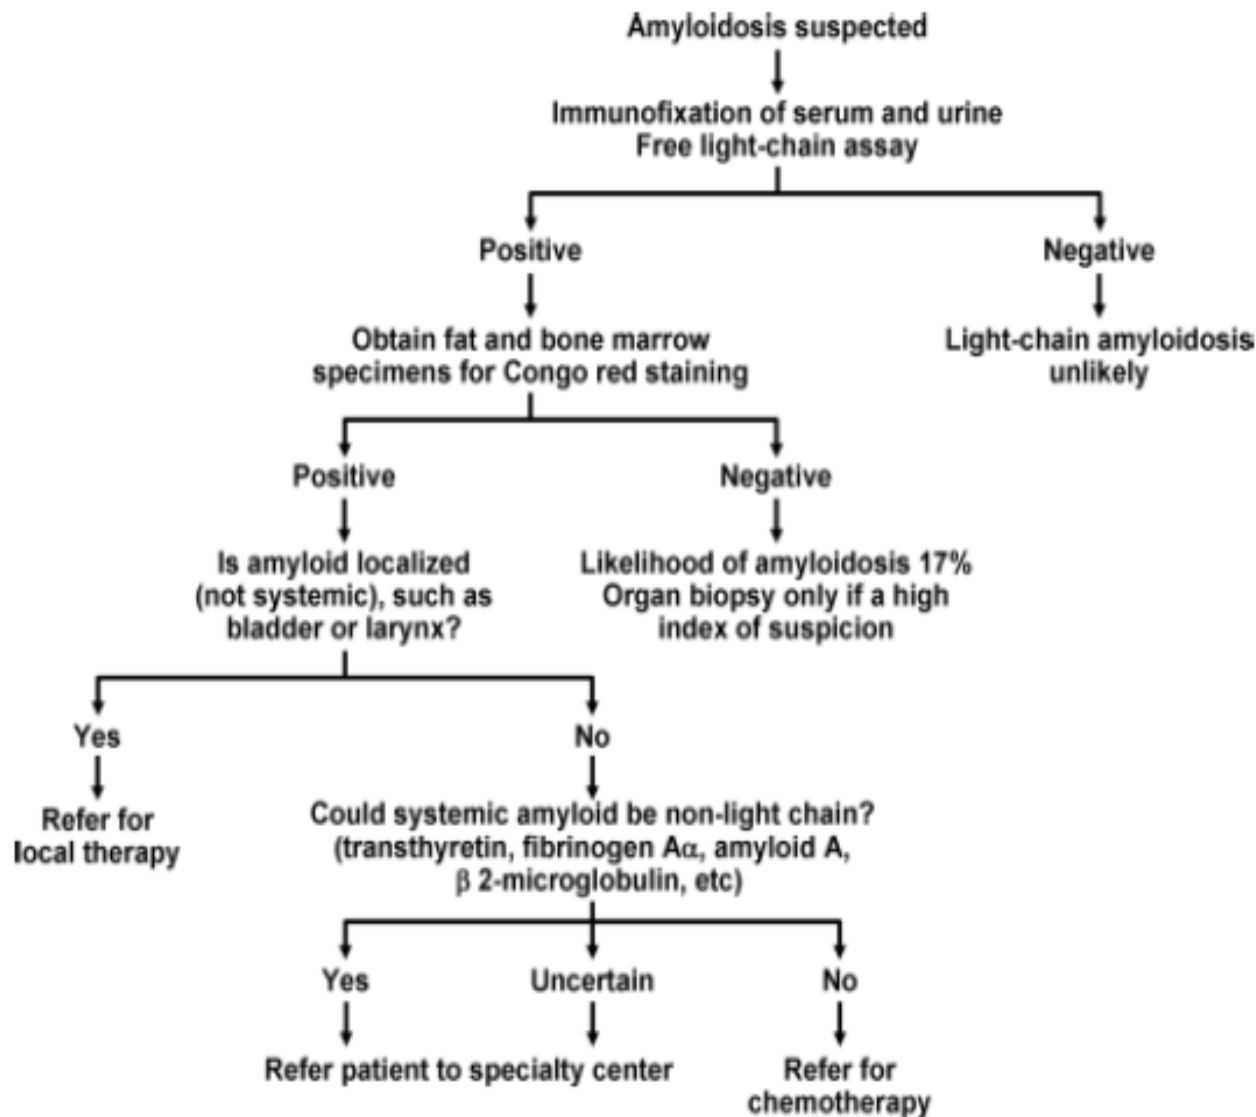 Amyloidosis suspected
Immunofixation of serum and urine
Free light-chain assay
Positive
Negative
Obtain fat and bone marrow
specimens for Congo red staining
Light-chain amyloidosis
unlikely
Positive
Negative
Is amyloid localized
(not systemic), such as
bladder or larynx?
Likelihood of amyloidosis 17%
Organ biopsy only if a high
index of suspicion
Yes
No
Refer for
local therapy
Could systemic amyloid be non-light chain?
(transthyretin, fibrinogen Aα, amyloid A,
β 2-microglobulin, etc)
Yes
Uncertain
No
Refer patient to specialty center
Refer for
chemotherapy